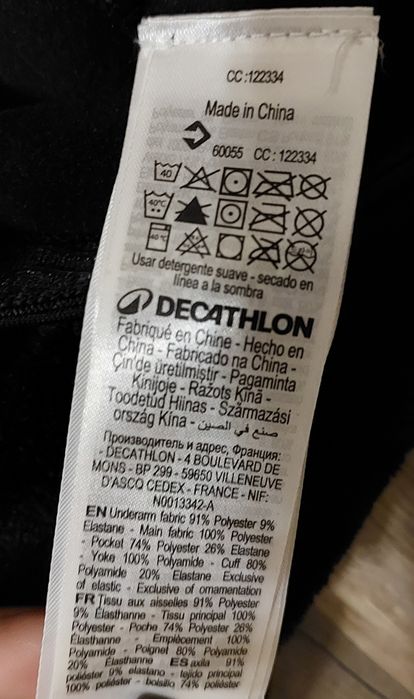 CC :122334
Made in China
60055 CC : 122334
40
40°C
40°C
Usar detergente suave - secado en
línea a la sombra
DECATHLON
Fabriqué en Chine - Hecho en
China - Fabricado na China -
Çin'de üretilmiştir - Pagaminta
Kinijoje - Ražots Ķīnā -
Toodetud Hiinas - Származási
ország Kína - صنع في الصين
Производитель и адрес, Франция:
- DECATHLON - 4 BOULEVARD DE
MONS - BP 299 - 59650 VILLENEUVE
D'ASCQ CEDEX - FRANCE - NIF:
N0013342-A
EN Underarm fabric 91% Polyester 9%
Elastane - Main fabric 100% Polyester
- Pocket 74% Polyester 26% Elastane
- Yoke 100% Polyamide - Cuff 80%
Polyamide 20% Elastane Exclusive
of elastic - Exclusive of ornamentation
FR Tissu aux aisselles 91% Polyester
9% Élasthanne - Tissu principal 100%
Polyester - Poche 74% Polyester 26%
Élasthanne - Empiècement 100%
Polyamide - Poignet 80% Polyamide
20% Élasthanne ES axila 91%
poliéster 9% elastano - tejido principal
100% poliéster - bolsillo 74% poliéster